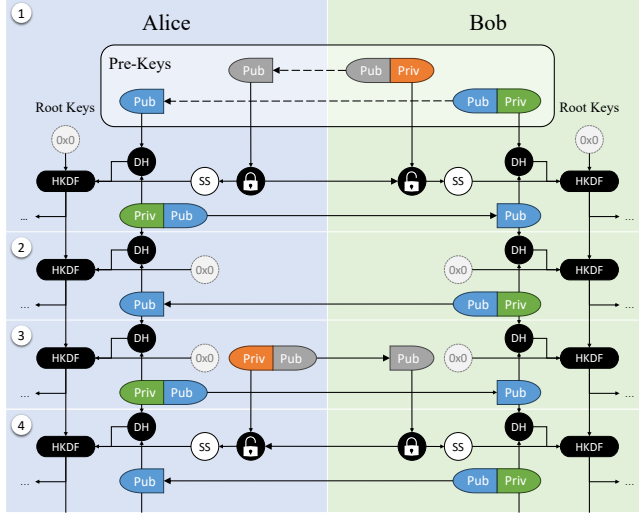 1 Alice Bob
Pre-Keys Pub Pub Priv
Root Keys Pub Pub Priv Root Keys
0x0 0x0
DH DH
HKDF SS SS HKDF
... Priv Pub Pub ...
2 DH DH
HKDF 0x0 0x0 HKDF
... Pub Pub Priv ...
3 DH DH
HKDF 0x0 Priv Pub Pub 0x0 HKDF
... Priv Pub Pub ...
4 DH DH
HKDF SS SS HKDF
... Pub Pub Priv ...